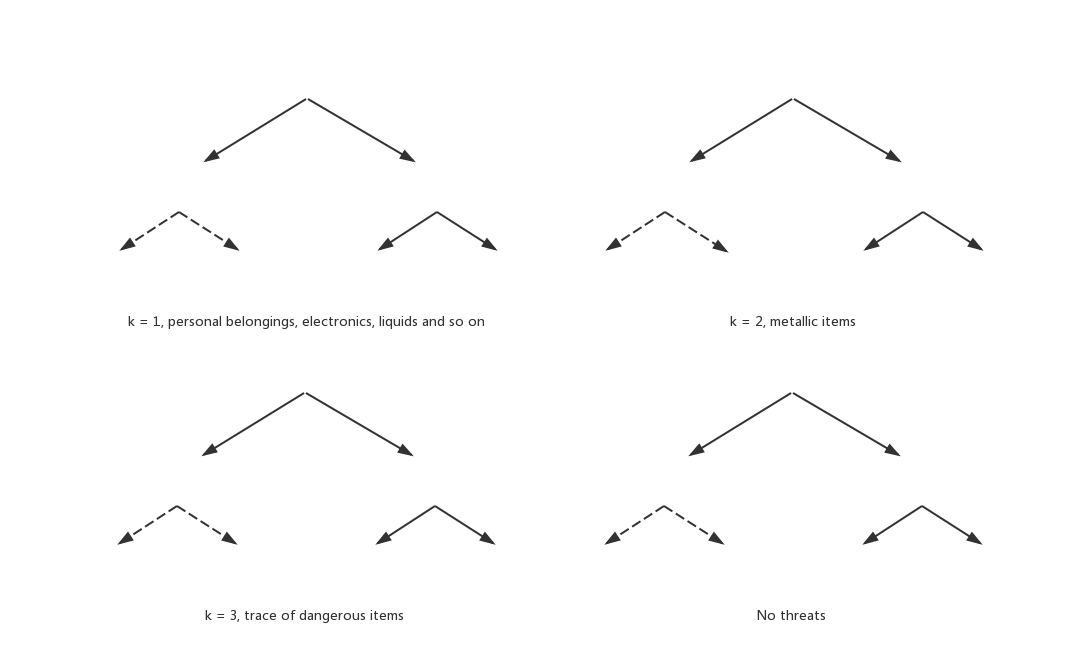 k = 1, personal belongings, electronics, liquids and so on
k = 2, metallic items
k = 3, trace of dangerous items
No threats